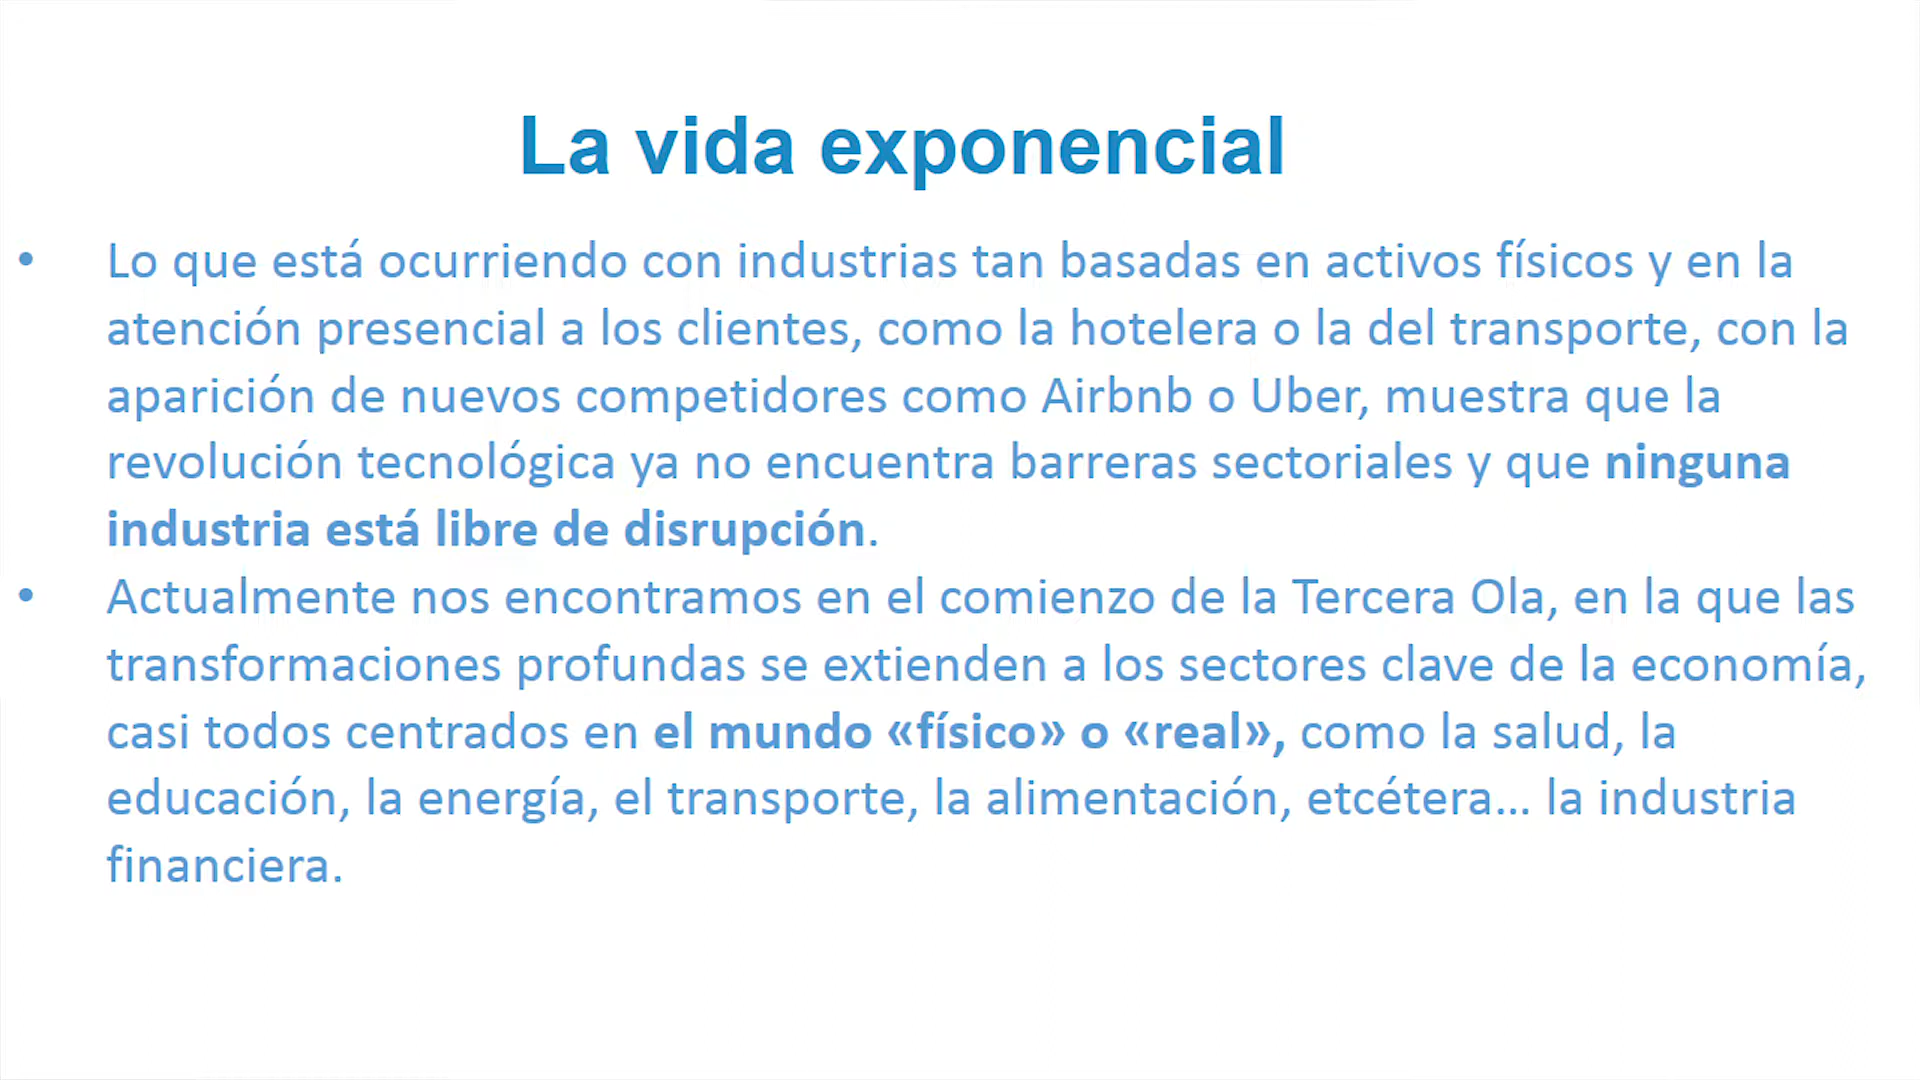 La vida exponencial
• Lo que está ocurriendo con industrias tan basadas en activos físicos y en la
atención presencial a los clientes, como la hotelera o la del transporte, con la
aparición de nuevos competidores como Airbnb o Uber, muestra que la
revolución tecnológica ya no encuentra barreras sectoriales y que ninguna
industria está libre de disrupción.
• Actualmente nos encontramos en el comienzo de la Tercera Ola, en la que las
transformaciones profundas se extienden a los sectores clave de la economía,
casi todos centrados en el mundo «físico» o «real», como la salud, la
educación, la energía, el transporte, la alimentación, etcétera... la industria
financiera.